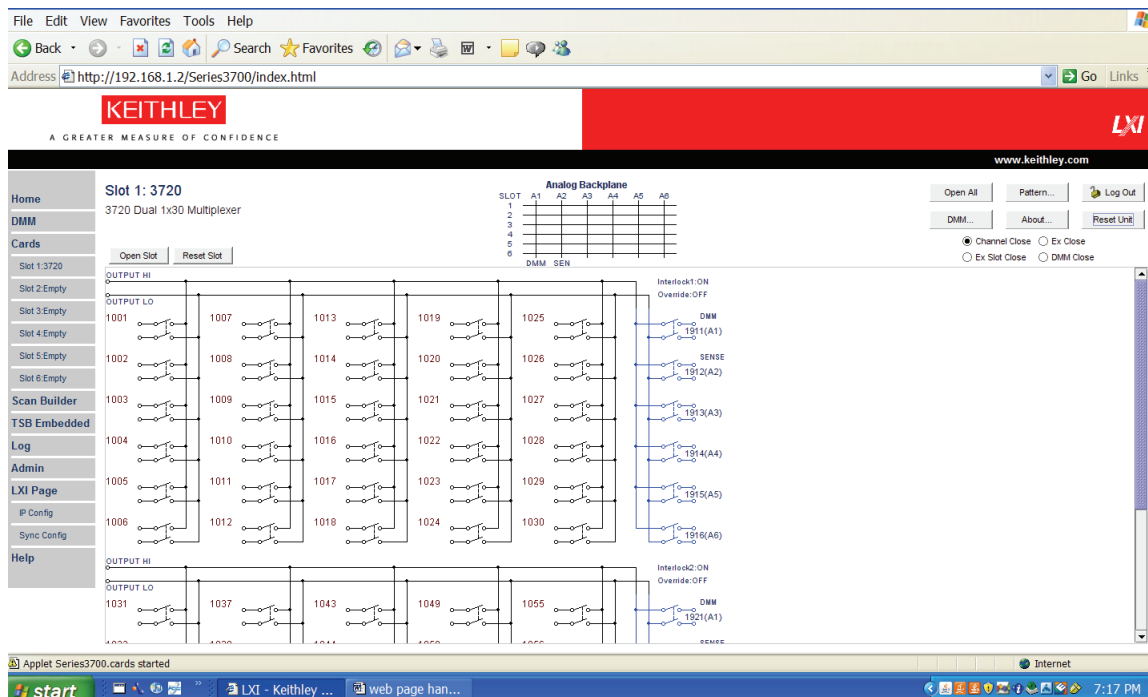 File Edit View Favorites Tools Help
Back Search Favorites
Address http://192.168.1.2/Series3700/index.html Go Links
KEITHLEY
A GREATER MEASURE OF CONFIDENCE
LXI
www.keithley.com
Home
DMM
Cards
Slot 1:3720
Slot 2:Empty
Slot 3:Empty
Slot 4:Empty
Slot 5:Empty
Slot 6:Empty
Scan Builder
TSB Embedded
Log
Admin
LXI Page
IP Config
Sync Config
Help
Slot 1: 3720
3720 Dual 1x30 Multiplexer
Open Slot Reset Slot
Analog Backplane
SLOT A1 A2 A3 A4 A5 A6
1
2
3
4
5
6
DMM SEN
Open All Pattern... Log Out
DMM... About... Reset Unit
Channel Close Ex Close
Ex Slot Close DMM Close
OUTPUT HI
Interlock1:ON
OUTPUT LO
Override:OFF
1001 1007 1013 1019 1025 DMM
1911(A1)
1002 1008 1014 1020 1026 SENSE
1912(A2)
1003 1009 1015 1021 1027
1913(A3)
1004 1010 1016 1022 1028
1914(A4)
1005 1011 1017 1023 1029
1915(A5)
1006 1012 1018 1024 1030
1916(A6)
OUTPUT HI
Interlock2:ON
OUTPUT LO
Override:OFF
1031 1037 1043 1049 1055 DMM
1921(A1)
Applet Series3700.cards started Internet
start LXI - Keithley ... web page han... 7:17 PM